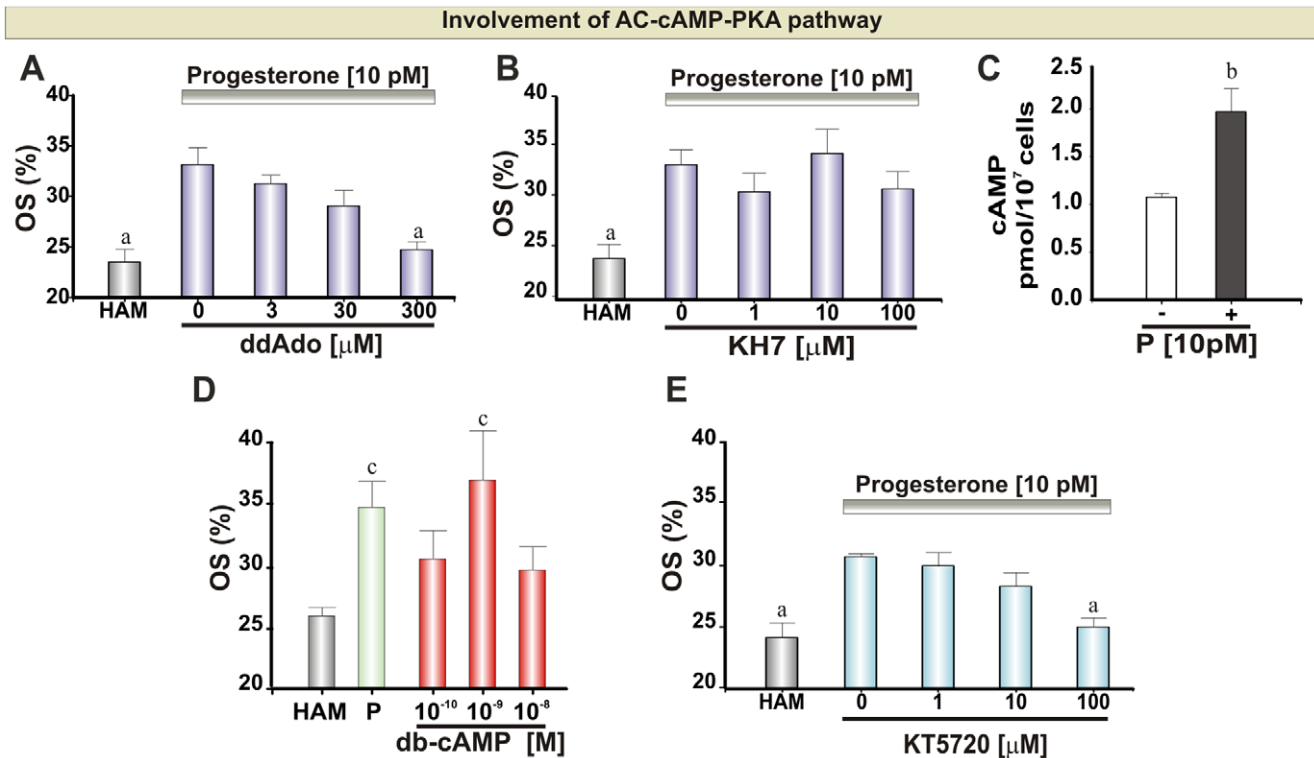 Involvement of AC-cAMP-PKA pathway
A
Progesterone [10 pM]
OS (%)
40
35
30
25
20
a
a
HAM
0
3
30
300
ddAdo [μM]
B
Progesterone [10 pM]
OS (%)
40
35
30
25
20
a
HAM
0
1
10
100
KH7 [μM]
C
cAMP
pmol/10⁷ cells
2.5
2.0
1.5
1.0
0.5
0.0
b
-
+
P [10pM]
D
OS (%)
40
35
30
25
20
c
c
HAM
P
10⁻¹⁰
10⁻⁹
10⁻⁸
db-cAMP [M]
E
Progesterone [10 pM]
OS (%)
40
35
30
25
20
a
a
HAM
0
1
10
100
KT5720 [μM]